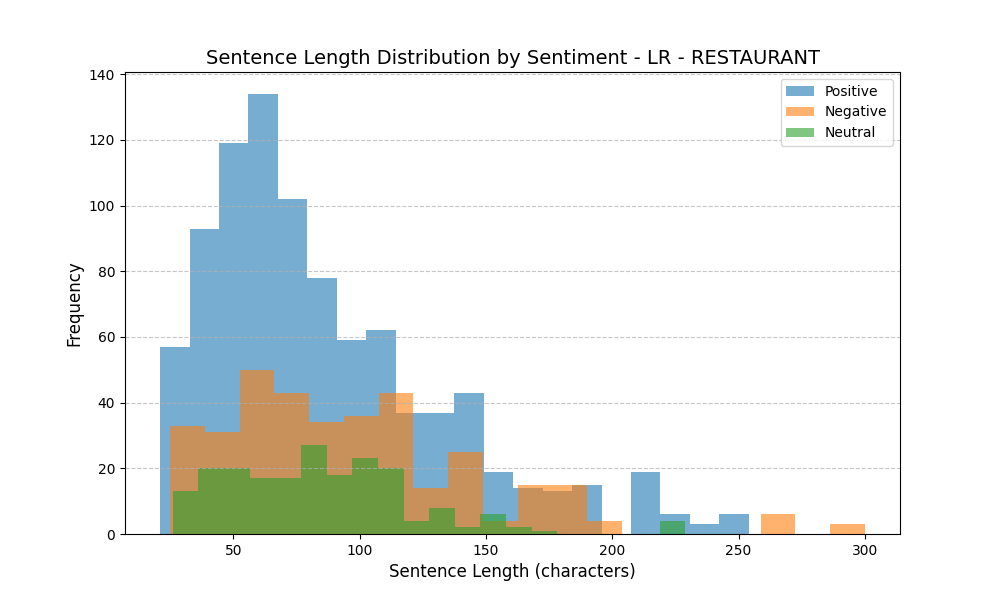 Sentence Length Distribution by Sentiment - LR - RESTAURANT
Positive
Negative
Neutral
140
120
100
80
60
40
20
0
Frequency
50
100
150
200
250
300
Sentence Length (characters)